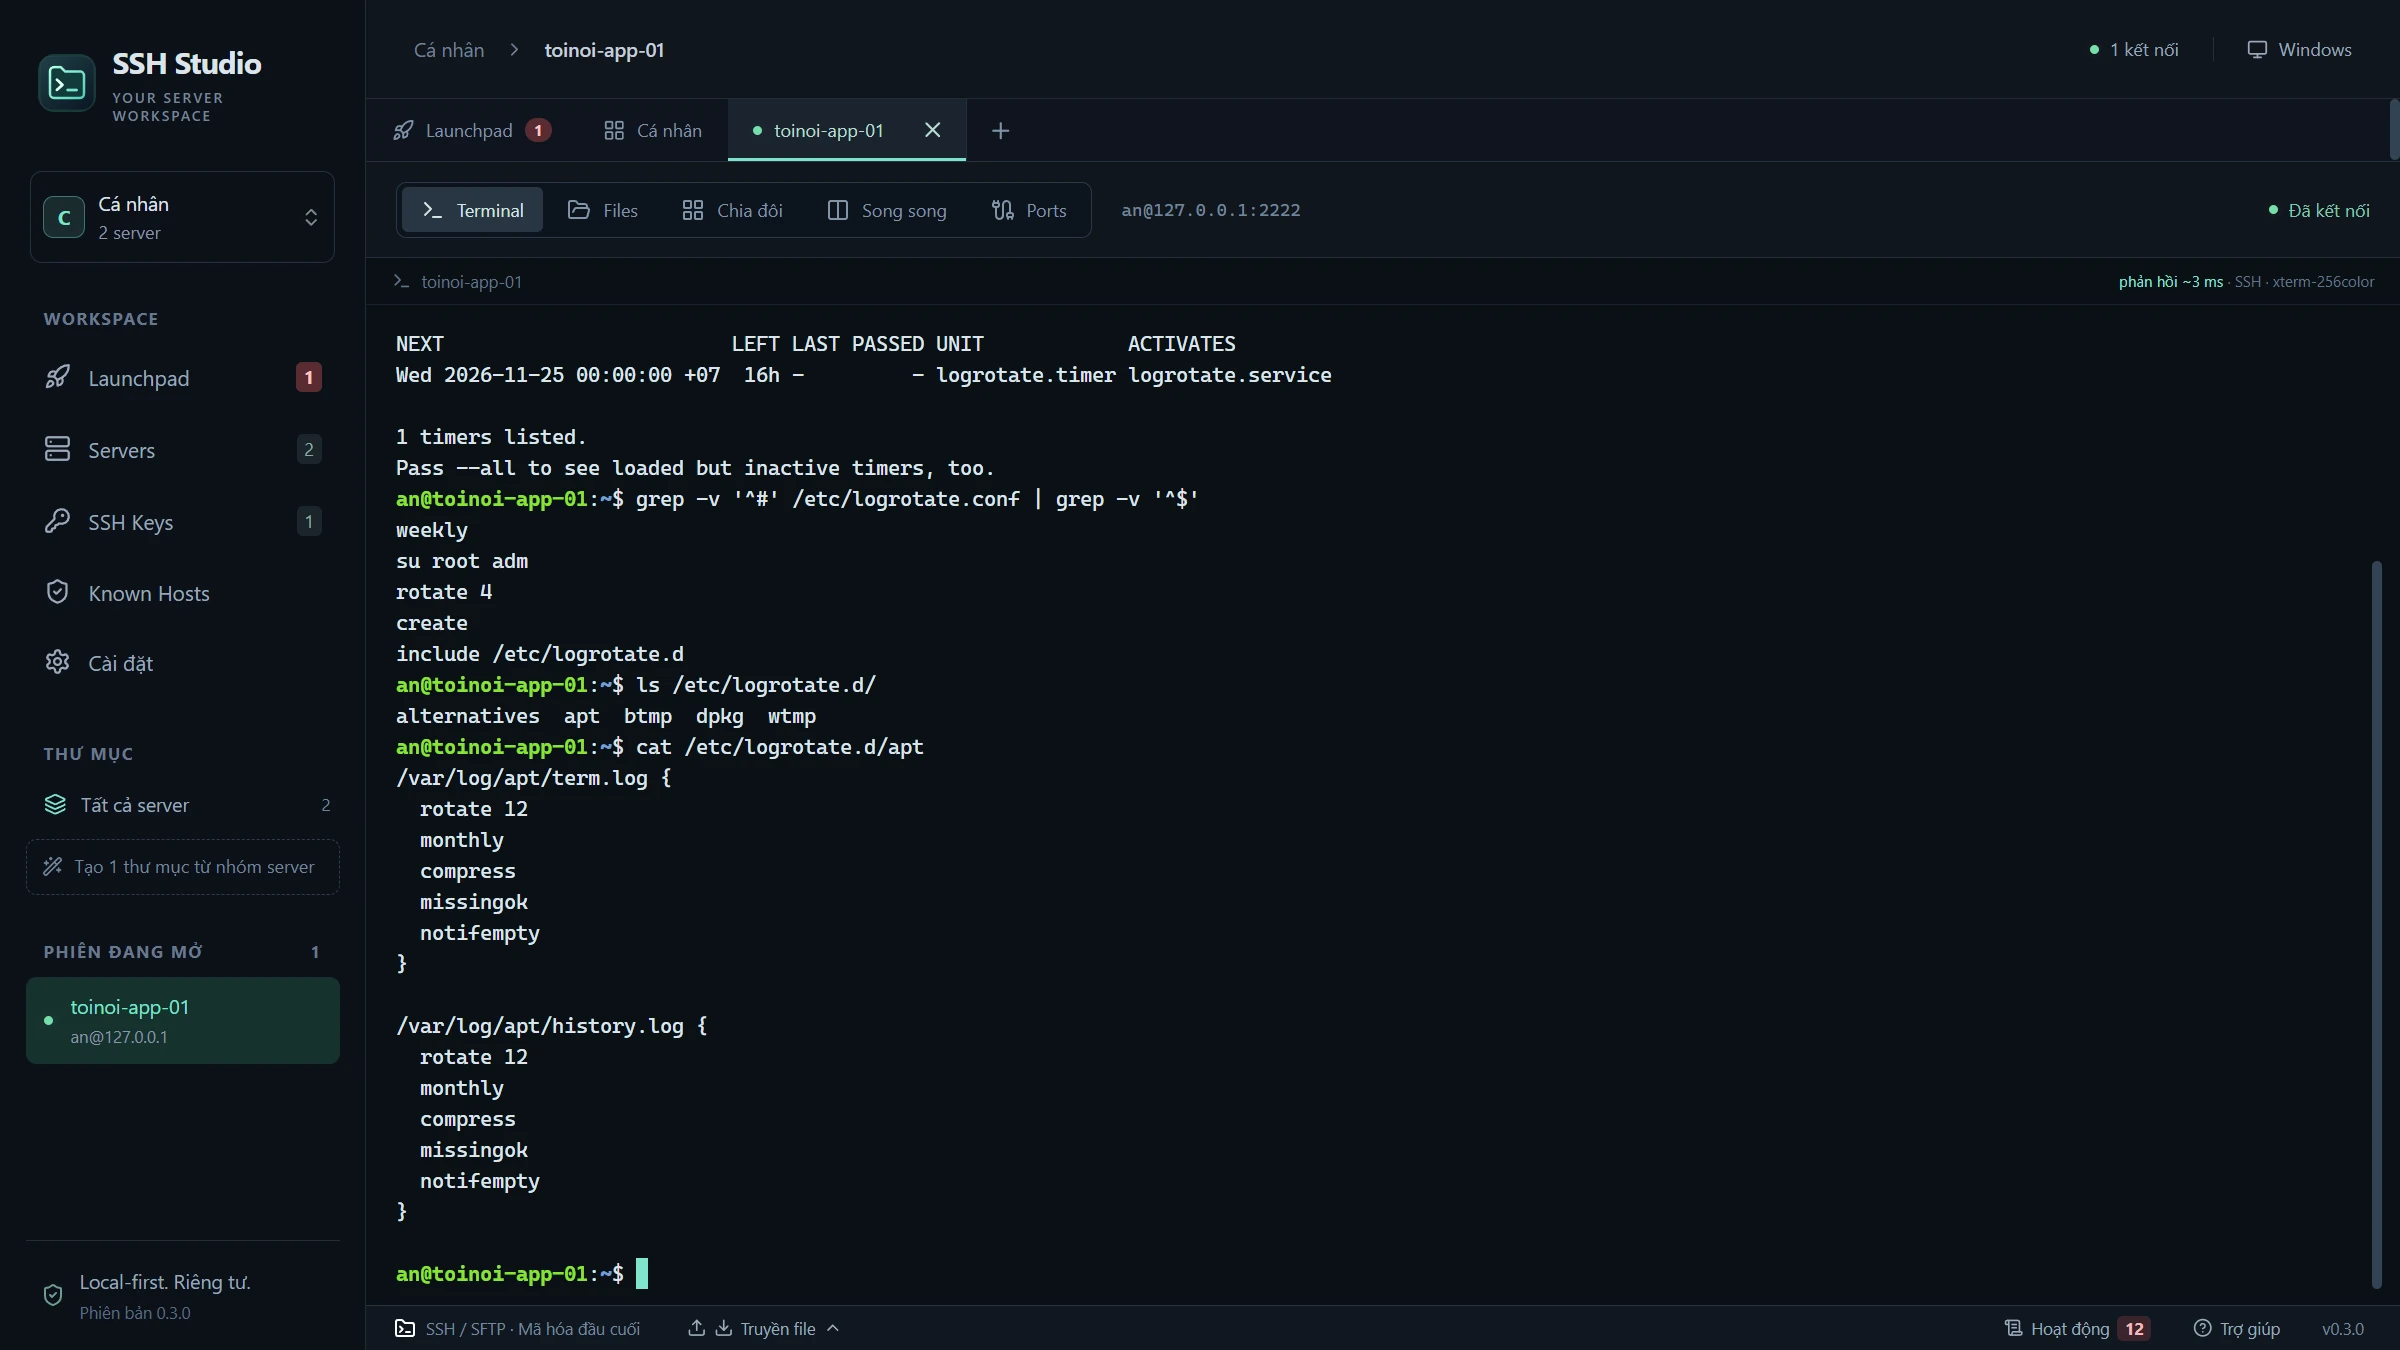 SSH Studio
YOUR SERVER
WORKSPACE
C
Cá nhân
2 server
WORKSPACE
Launchpad 1
Servers 2
SSH Keys 1
Known Hosts
Cài đặt
THƯ MỤC
Tất cả server 2
Tạo 1 thư mục từ nhóm server
PHIÊN ĐANG MỞ 1
toinoi-app-01
an@127.0.0.1
Local-first. Riêng tư.
Phiên bản 0.3.0
Cá nhân > toinoi-app-01
1 kết nối
Windows
Launchpad 1
Cá nhân
toinoi-app-01
Terminal
Files
Chia đôi
Song song
Ports
an@127.0.0.1:2222
Đã kết nối
toinoi-app-01
phản hồi ~3 ms · SSH · xterm-256color
NEXT                        LEFT LAST PASSED UNIT            ACTIVATES
Wed 2026-11-25 00:00:00 +07  16h -         - logrotate.timer logrotate.service
1 timers listed.
Pass --all to see loaded but inactive timers, too.
an@toinoi-app-01:~$ grep -v '^#' /etc/logrotate.conf | grep -v '^$'
weekly
su root adm
rotate 4
create
include /etc/logrotate.d
an@toinoi-app-01:~$ ls /etc/logrotate.d/
alternatives  apt  btmp  dpkg  wtmp
an@toinoi-app-01:~$ cat /etc/logrotate.d/apt
/var/log/apt/term.log {
  rotate 12
  monthly
  compress
  missingok
  notifempty
}
/var/log/apt/history.log {
  rotate 12
  monthly
  compress
  missingok
  notifempty
}
an@toinoi-app-01:~$
SSH / SFTP · Mã hóa đầu cuối
Truyền file
Hoạt động 12
Trợ giúp
v0.3.0